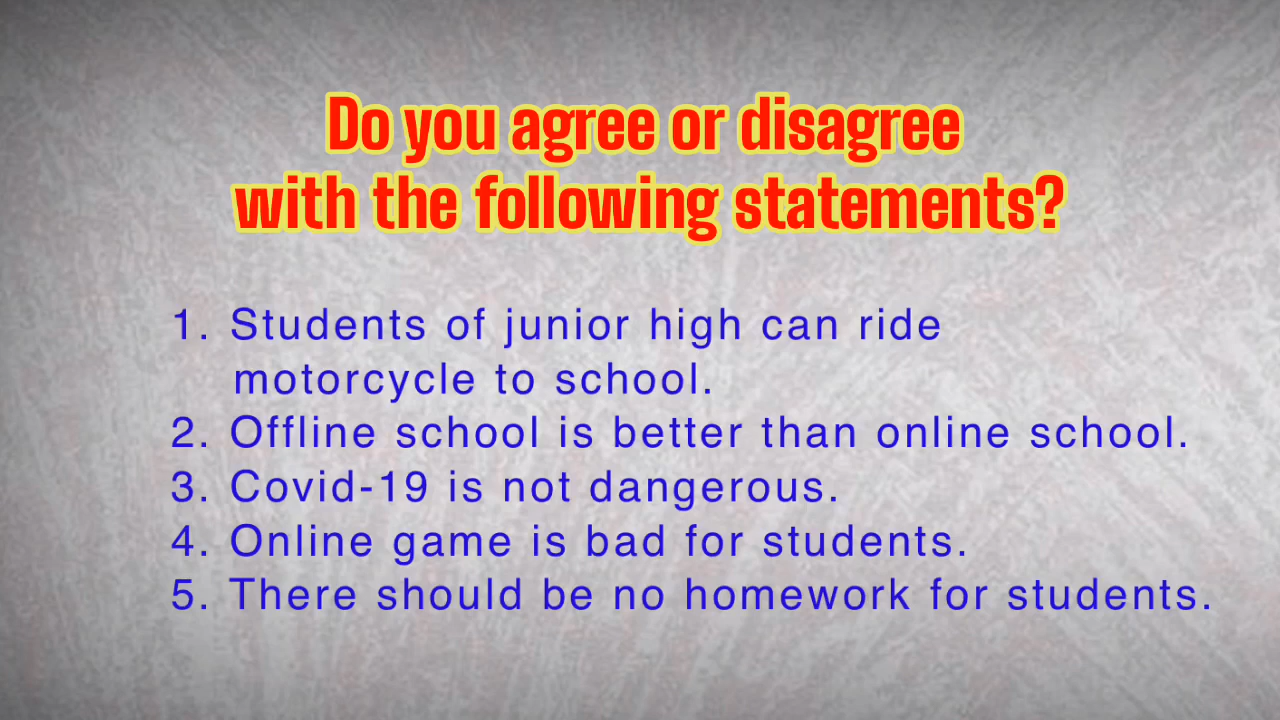 Do you agree or disagree
with the following statements?
1. Students of junior high can ride
motorcycle to school.
2. Offline school is better than online school.
3. Covid-19 is not dangerous.
4. Online game is bad for students.
5. There should be no homework for students.